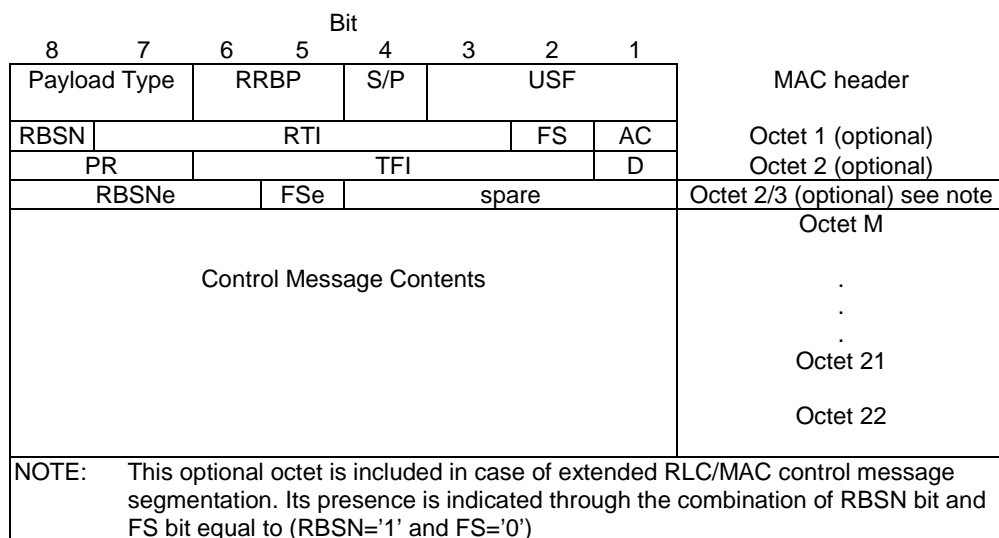 Bit
8 7 6 5 4 3 2 1
Payload Type RRBP S/P USF MAC header
RBSN RTI FS AC Octet 1 (optional)
PR TFI D Octet 2 (optional)
RBSNe FSe spare Octet 2/3 (optional) see note
Octet M
Control Message Contents .
.
.
Octet 21
Octet 22
NOTE: This optional octet is included in case of extended RLC/MAC control message
segmentation. Its presence is indicated through the combination of RBSN bit and
FS bit equal to (RBSN='1' and FS='0')